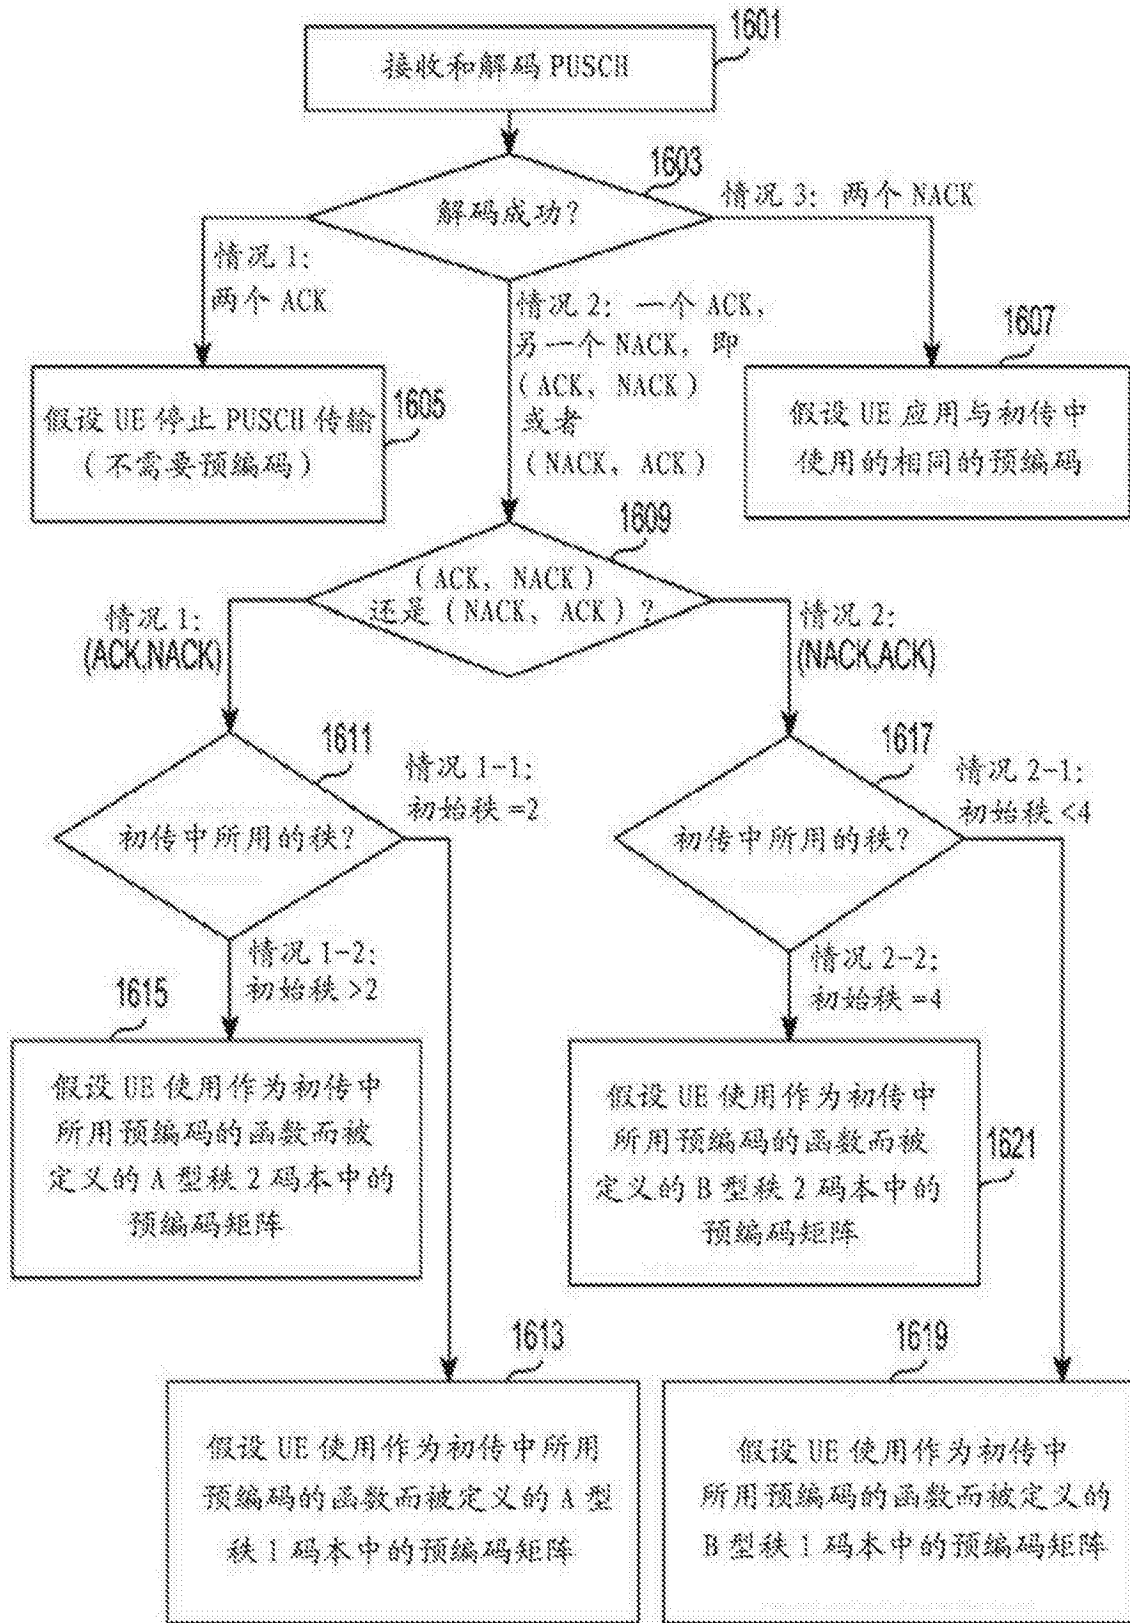 1601
接收和解码 PUSCH
1603
解码成功?
情况 3: 两个 NACK
情况 1:
两个 ACK
情况 2: 一个 ACK,
另一个 NACK, 即
(ACK, NACK)
或者
(NACK, ACK)
1605
假设 UE 停止 PUSCH 传输
(不需要预编码)
1607
假设 UE 应用与初传中
使用的相同的预编码
1609
(ACK, NACK)
还是 (NACK, ACK)?
情况 1:
(ACK,NACK)
情况 2:
(NACK,ACK)
1611
初传中所用的秩?
情况 1-1:
初始秩 =2
1617
初传中所用的秩?
情况 2-1:
初始秩 <4
情况 1-2:
初始秩 >2
情况 2-2:
初始秩 =4
1615
假设 UE 使用作为初传中
所用预编码的函数而被
定义的 A 型秩 2 码本中的
预编码矩阵
假设 UE 使用作为初传中
所用预编码的函数而被
定义的 B 型秩 2 码本中的
预编码矩阵
1621
1613
假设 UE 使用作为初传中所用
预编码的函数而被定义的 A 型
秩 1 码本中的预编码矩阵
1619
假设 UE 使用作为初传中
所用预编码的函数而被定义的
B 型秩 1 码本中的预编码矩阵